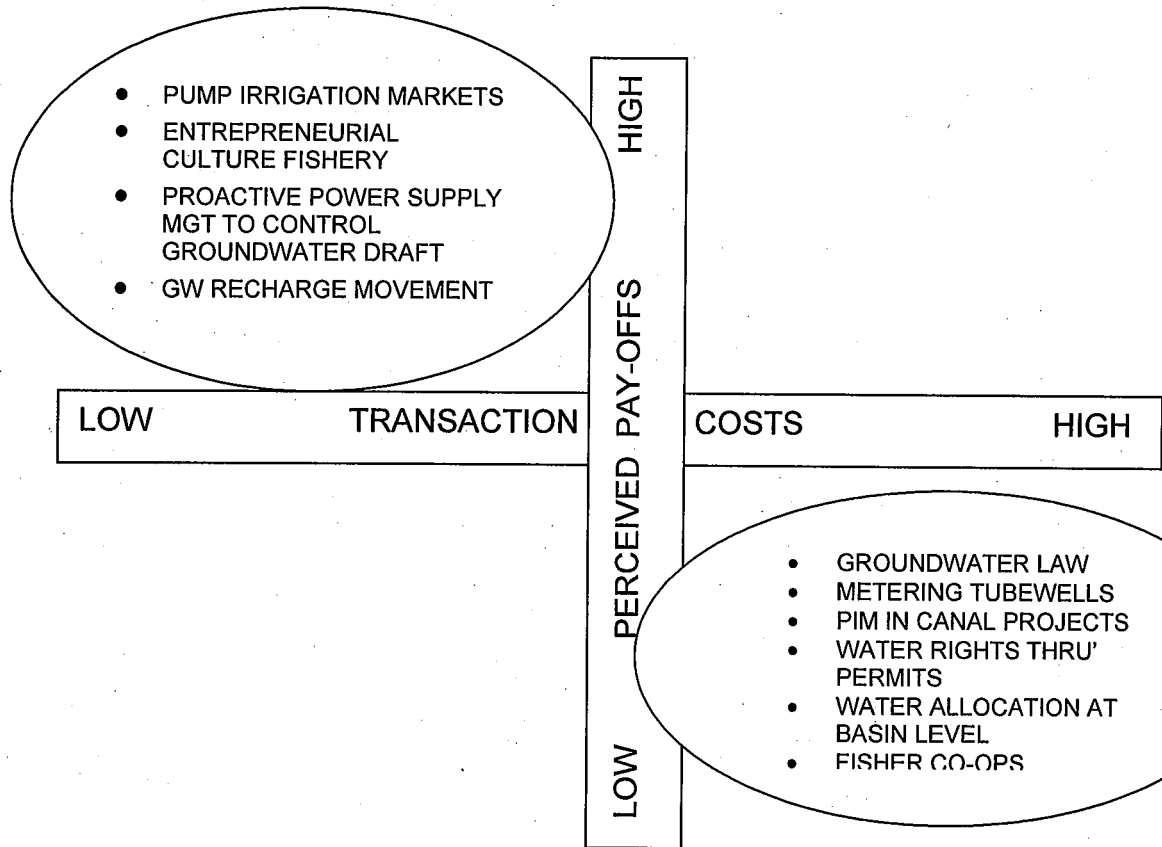 • PUMP IRRIGATION MARKETS
• ENTREPRENEURIAL
CULTURE FISHERY
• PROACTIVE POWER SUPPLY
MGT TO CONTROL
GROUNDWATER DRAFT
• GW RECHARGE MOVEMENT
LOW TRANSACTION COSTS HIGH
LOW PERCEIVED PAY-OFFS HIGH
• GROUNDWATER LAW
• METERING TUBEWELLS
• PIM IN CANAL PROJECTS
• WATER RIGHTS THRU'
PERMITS
• WATER ALLOCATION AT
BASIN LEVEL
• FISHER CO-OPS